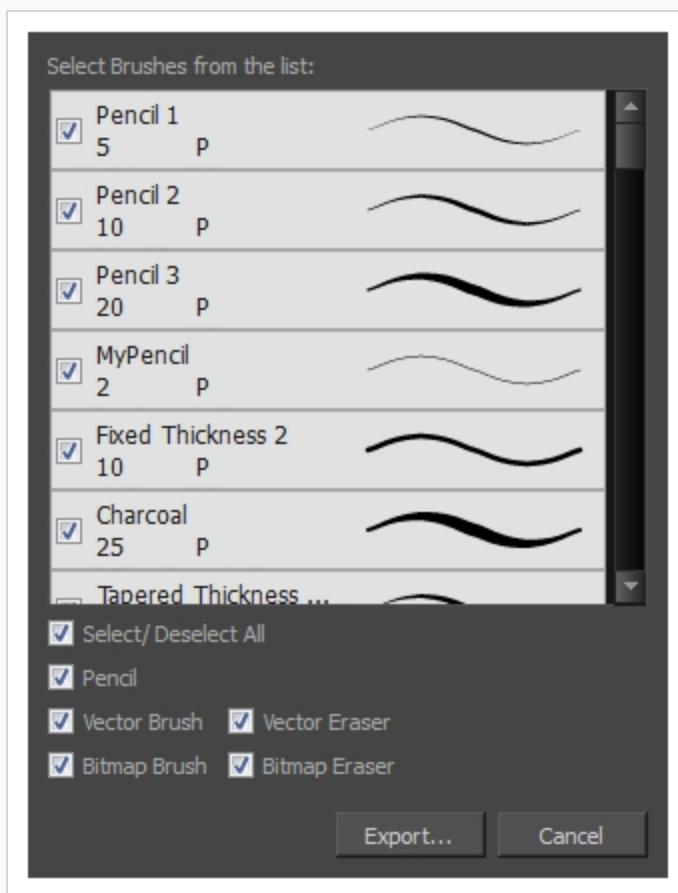 Select Brushes from the list:
Pencil 1
5 P
Pencil 2
10 P
Pencil 3
20 P
MyPencil
2 P
Fixed Thickness 2
10 P
Charcoal
25 P
Tapered Thickness ...
Select/ Deselect All
Pencil
Vector Brush Vector Eraser
Bitmap Brush Bitmap Eraser
Export... Cancel